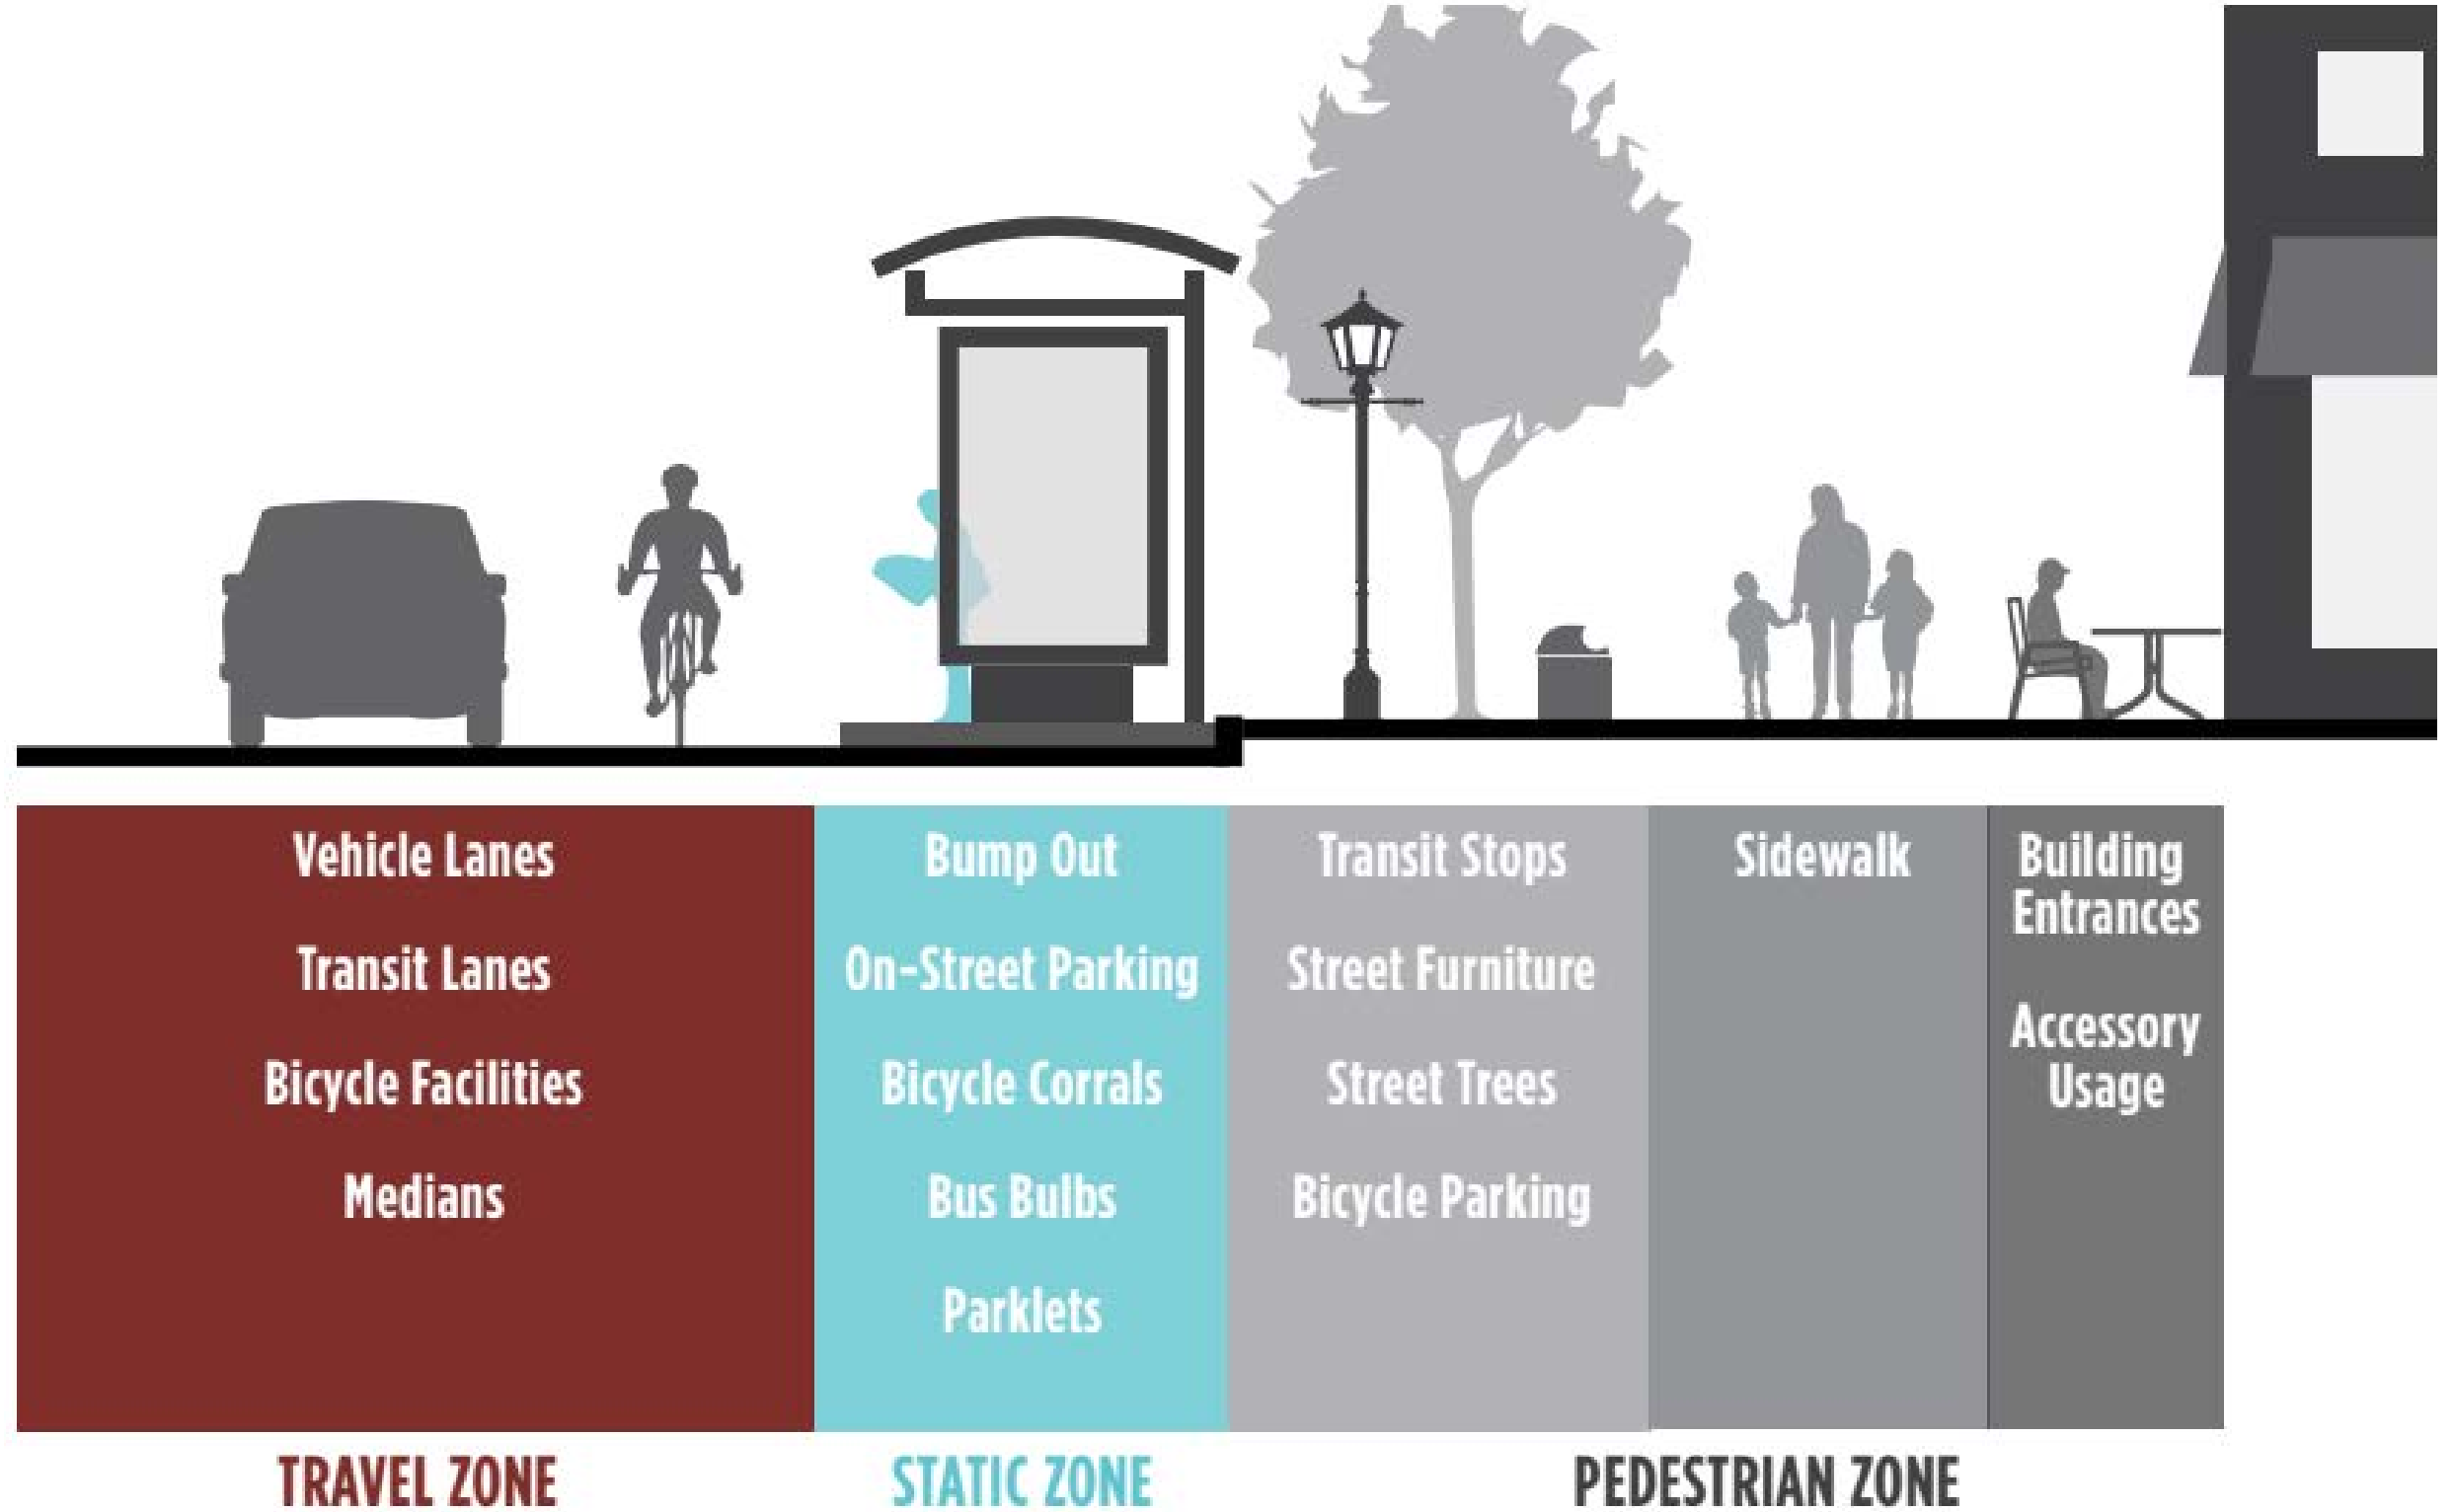 Vehicle Lanes
Transit Lanes
Bicycle Facilities
Medians
Bump Out
On-Street Parking
Bicycle Corrals
Bus Bulbs
Parklets
Transit Stops
Street Furniture
Street Trees
Bicycle Parking
Sidewalk
Building
Entrances
Accessory
Usage
TRAVEL ZONE
STATIC ZONE
PEDESTRIAN ZONE